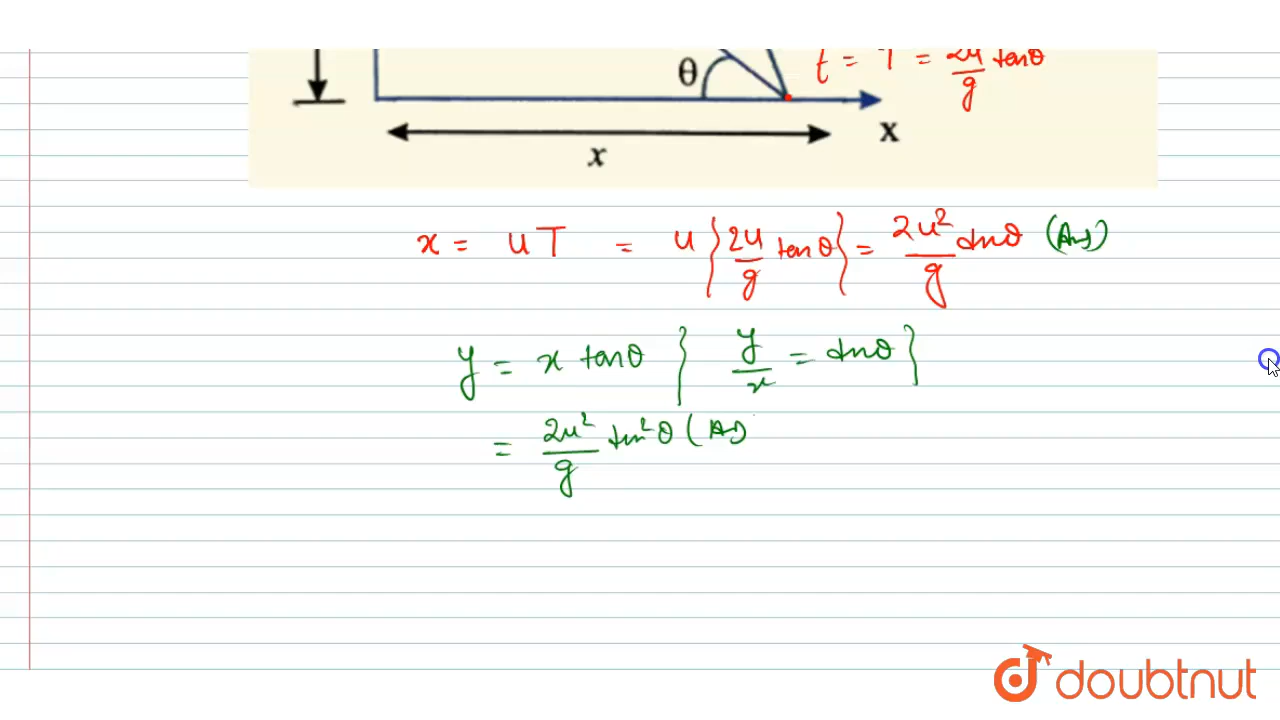 θ t = T = 2u/g tanθ
x
x
x = uT = u { 2u/g tanθ } = 2u²/g tanθ (Ans)
y = x tanθ } y/x = tanθ }
= 2u²/g tan²θ (Ans
doubtnut